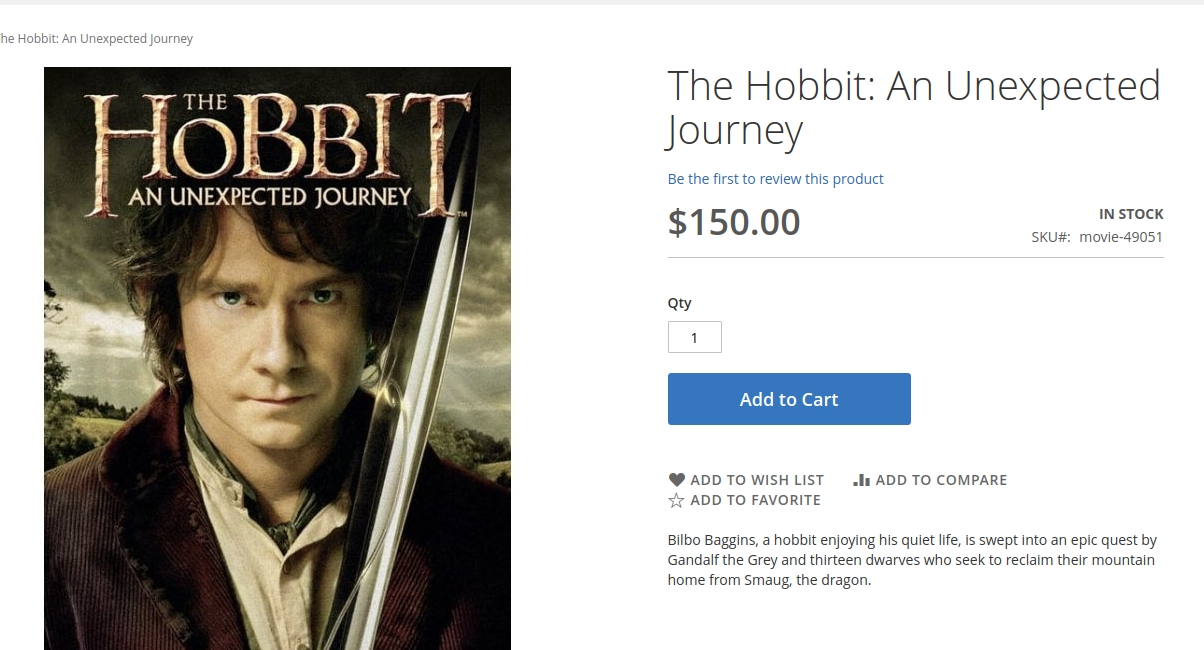 he Hobbit: An Unexpected Journey
THE
HOBBIT
AN UNEXPECTED JOURNEY
TM
The Hobbit: An Unexpected
Journey
Be the first to review this product
$150.00
IN STOCK
SKU#: movie-49051
Qty
1
Add to Cart
ADD TO WISH LIST
ADD TO COMPARE
ADD TO FAVORITE
Bilbo Baggins, a hobbit enjoying his quiet life, is swept into an epic quest by
Gandalf the Grey and thirteen dwarves who seek to reclaim their mountain
home from Smaug, the dragon.